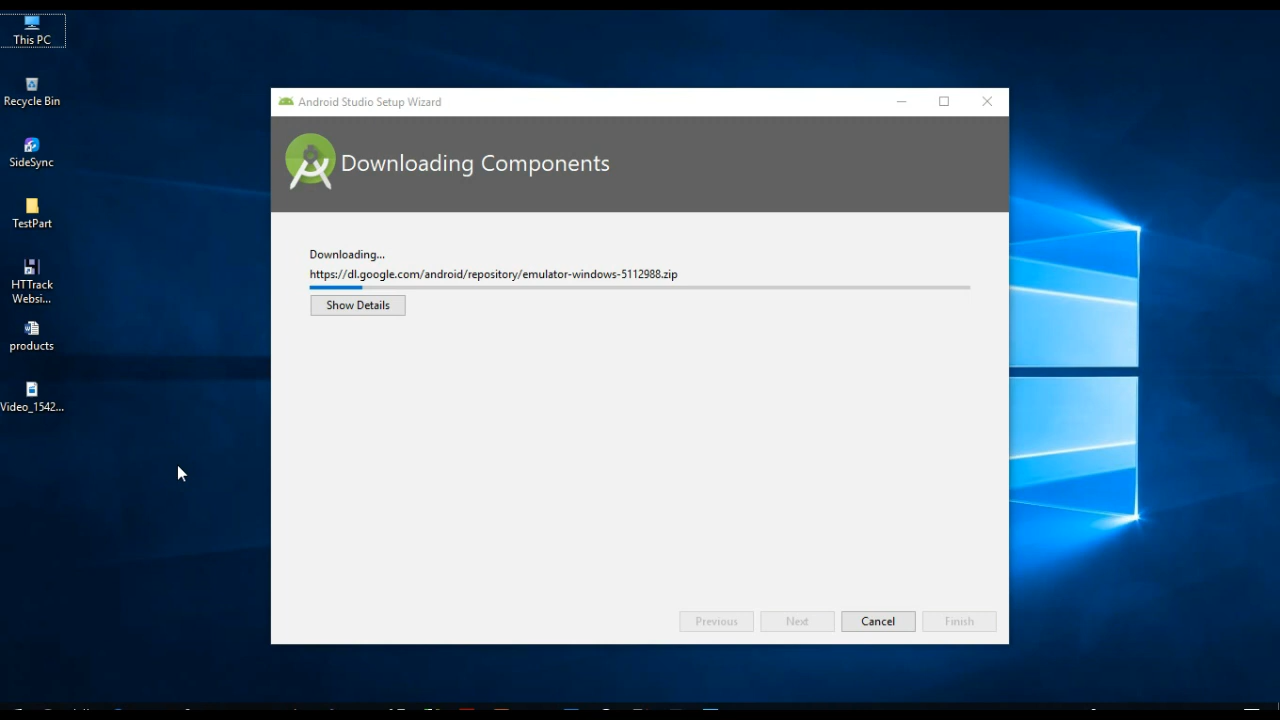 This PC
Recycle Bin
SideSync
TestPart
HTTrack
Websi...
products
Video_1542...
Android Studio Setup Wizard
Downloading Components
Downloading...
https://dl.google.com/android/repository/emulator-windows-5112988.zip
Show Details
Previous
Next
Cancel
Finish